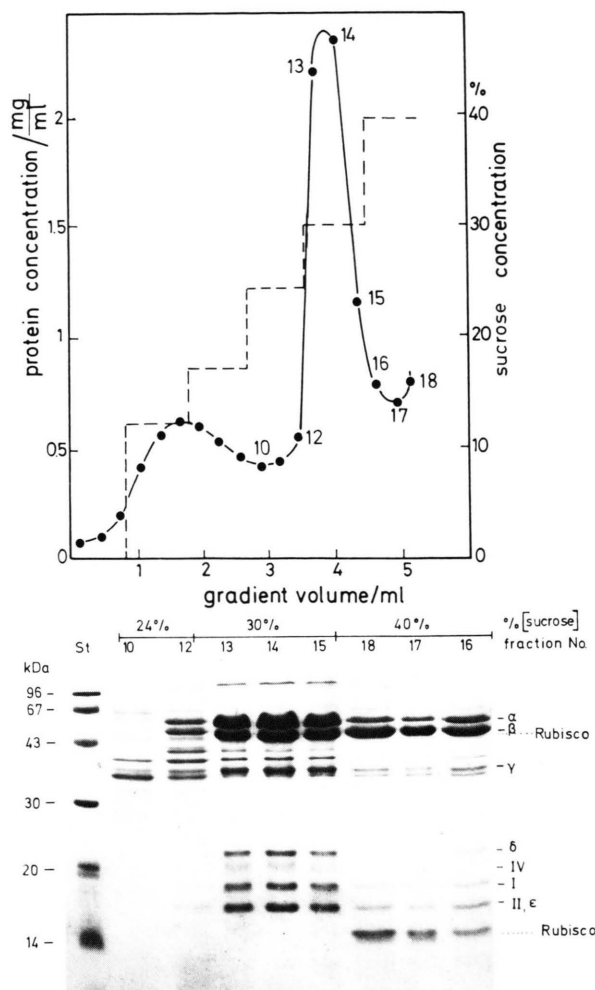 14
13
%
protein concentration / mg/ml
2
1.5
1
05
0
40
30
20
10
0
sucrose concentration
15
16
17
18
10
12
1 2 3 4 5
gradient volume/ml
24% 30% 40% % [sucrose]
St 10 12 13 14 15 18 17 16 fraction No.
kDa
96 –
67 –
43 –
30 –
20 –
14 –
– α
– β
Rubisco
– γ
– δ
– IV
– I
– II, ε
Rubisco